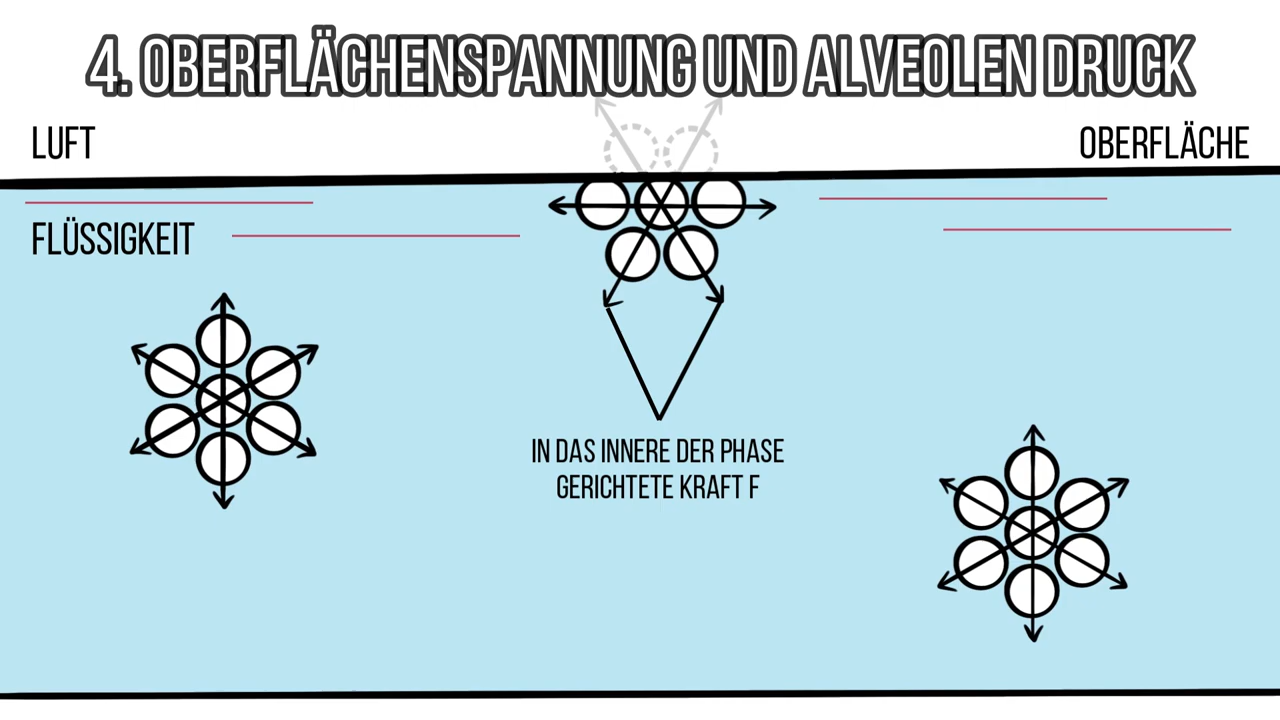 4. OBERFLÄCHENSPANNUNG UND ALVEOLEN DRUCK
LUFT
OBERFLÄCHE
FLÜSSIGKEIT
IN DAS INNERE DER PHASE
GERICHTETE KRAFT F